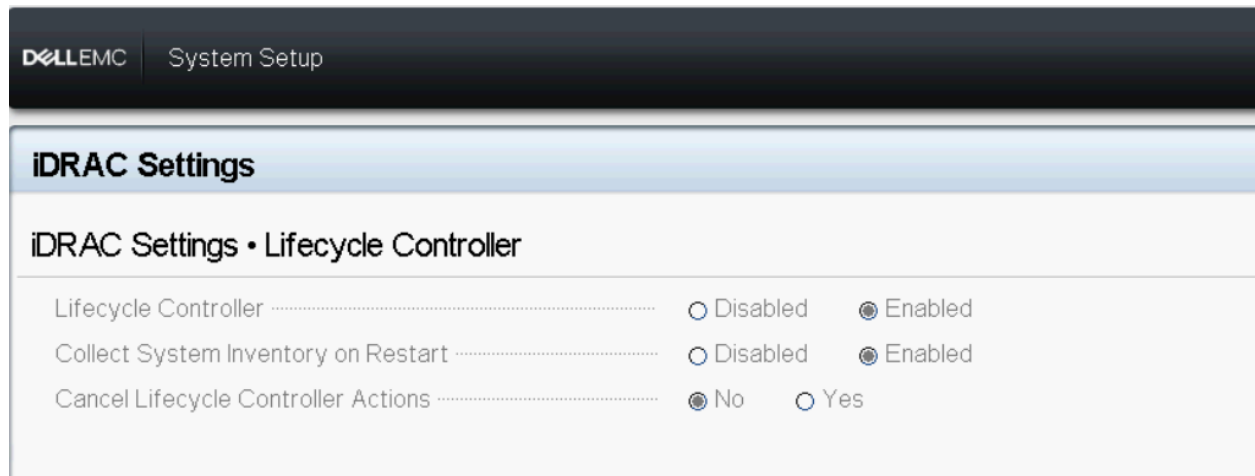 DELLEMC System Setup
iDRAC Settings
iDRAC Settings • Lifecycle Controller
Lifecycle Controller Disabled Enabled
Collect System Inventory on Restart Disabled Enabled
Cancel Lifecycle Controller Actions No Yes